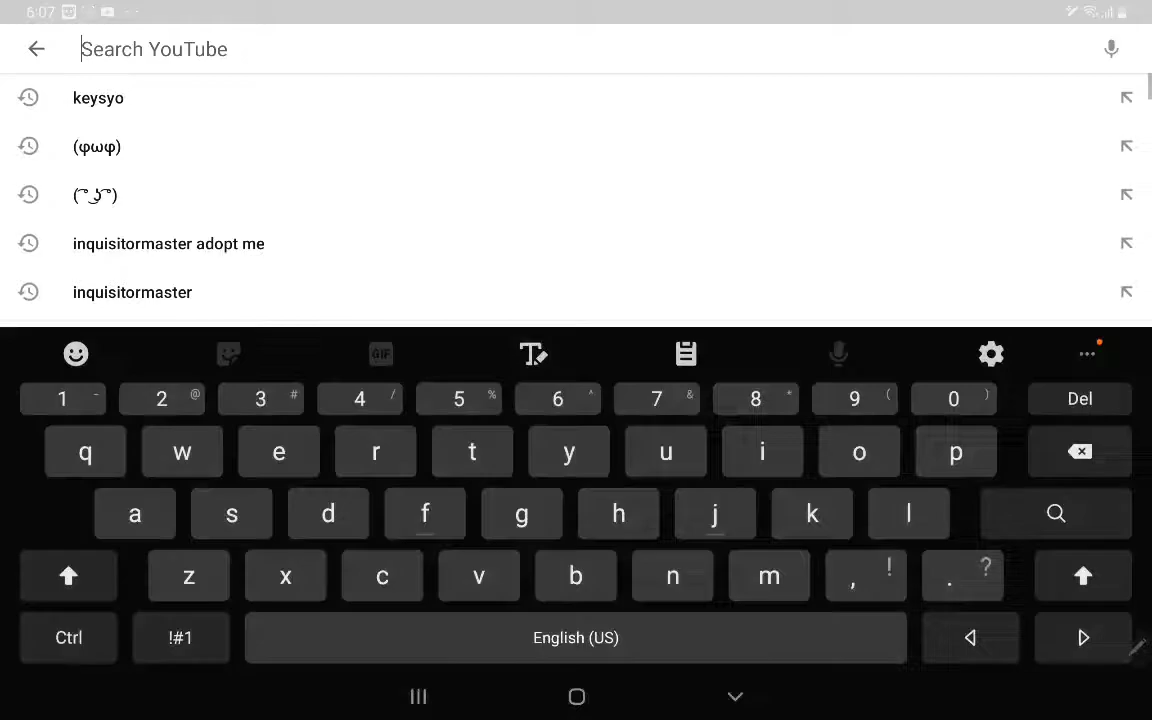 6:07
Search YouTube
keysyo
(φωφ)
( ͡° ͜ʖ ͡°)
inquisitormaster adopt me
inquisitormaster
GIF
1 - 2 @ 3 # 4 / 5 % 6 ^ 7 & 8 * 9 ( 0 ) Del
q w e r t y u i o p
a s d f g h j k l
z x c v b n m , ! . ?
Ctrl !#1 English (US)